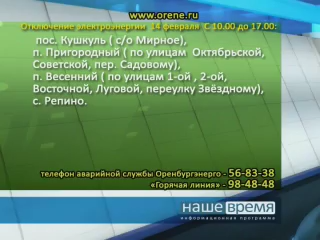 www.orene.ru
Отключение электроэнергии 14 февраля С 10.00 до 17.00:
пос. Кушкуль ( с/о Мирное),
п. Пригородный ( по улицам Октябрьской,
Советской, пер. Садовому),
п. Весенний ( по улицам 1-ой , 2-ой,
Восточной, Луговой, переулку Звёздному),
с. Репино.
телефон аварийной службы Оренбургэнерго - 56-83-38
«Горячая линия» - 98-48-48
наше время
информационная программа